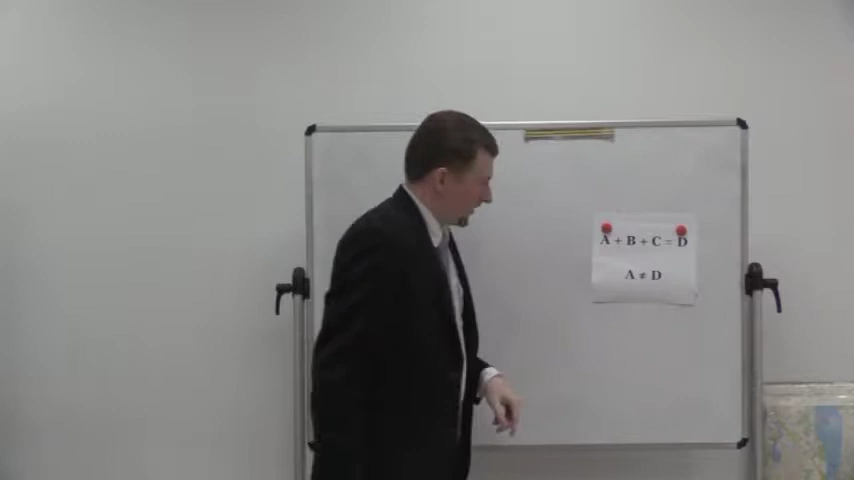 A + B + C = D
A ≠ D